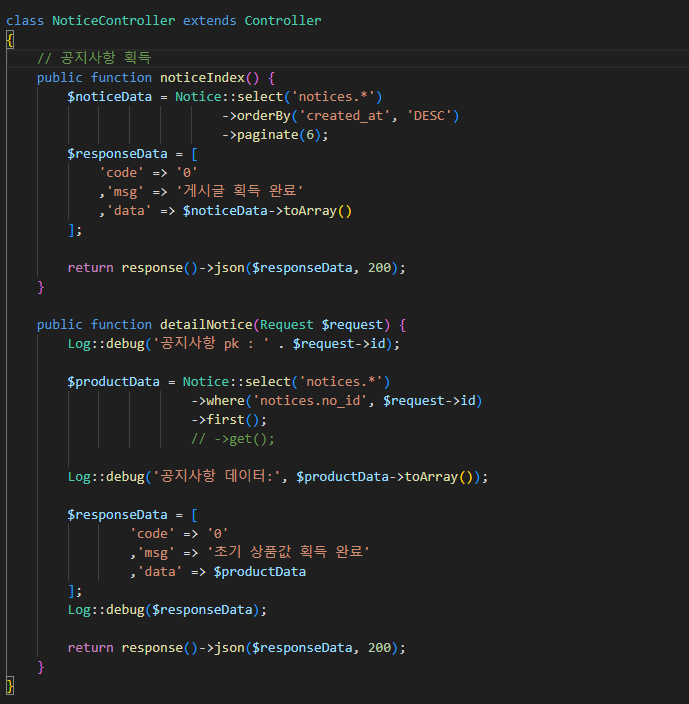 class NoticeController extends Controller
{
    // 공지사항 획득
    public function noticeIndex() {
        $noticeData = Notice::select('notices.*')
                            ->orderBy('created_at', 'DESC')
                            ->paginate(6);
        $responseData = [
            'code' => '0'
            ,'msg' => '게시글 획득 완료'
            ,'data' => $noticeData->toArray()
        ];

        return response()->json($responseData, 200);
    }

    public function detailNotice(Request $request) {
        Log::debug('공지사항 pk : ' . $request->id);

        $productData = Notice::select('notices.*')
                        ->where('notices.no_id', $request->id)
                        ->first();
                        // ->get();

        Log::debug('공지사항 데이터:', $productData->toArray());

        $responseData = [
                'code' => '0'
                ,'msg' => '초기 상품값 획득 완료'
                ,'data' => $productData
        ];
        Log::debug($responseData);

        return response()->json($responseData, 200);
    }
}